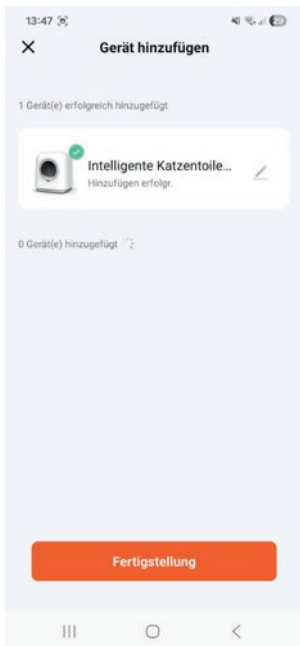 13:47
Gerät hinzufügen
1 Gerät(e) erfolgreich hinzugefügt
Intelligente Katzentoile...
Hinzufügen erfolgr.
0 Gerät(e) hinzugefügt
Fertigstellung